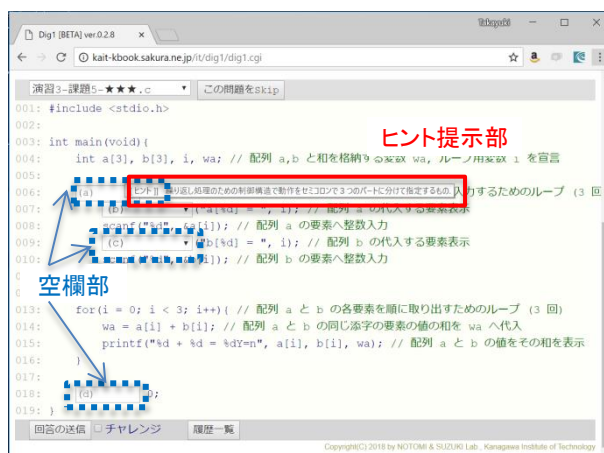 Takayuki
Dig1 [BETA] ver.0.2.8
kait-kbook.sakura.ne.jp/it/dig1/dig1.cgi
演習3-課題5-★★★.c この問題をSkip
001: #include <stdio.h>
002:
ヒント提示部
003: int main(void){
004: int a[3], b[3], i, wa; // 配列 a,b と和を格納する変数 wa, ループ用変数 i を宣言
005:
006: (a) ヒント】 繰り返し処理のための制御構造で動作をセミコロンで3つのパートに分けて指定するもの。 入力するためのループ (3 回
007: (b) ("a[%d] = ", i); // 配列 a の代入する要素表示
008: scanf("%d", &a[i]); // 配列 a の要素へ整数入力
009: (c) ("b[%d] = ", i); // 配列 b の代入する要素表示
010: scanf("%d", &b[i]); // 配列 b の要素へ整数入力
空欄部
013: for(i = 0; i < 3; i++){ // 配列 a と b の各要素を順に取り出すためのループ (3 回)
014: wa = a[i] + b[i]; // 配列 a と b の同じ添字の要素の値の和を wa へ代入
015: printf("%d + %d = %dY=n", a[i], b[i], wa); // 配列 a と b の値をその和を表示
016: }
017:
018: (d) 0;
019: }
回答の送信 チャレンジ 履歴一覧
Copyright(C) 2016 by NOTOMI & SUZUKI Lab., Kanagawa Institute of Technology